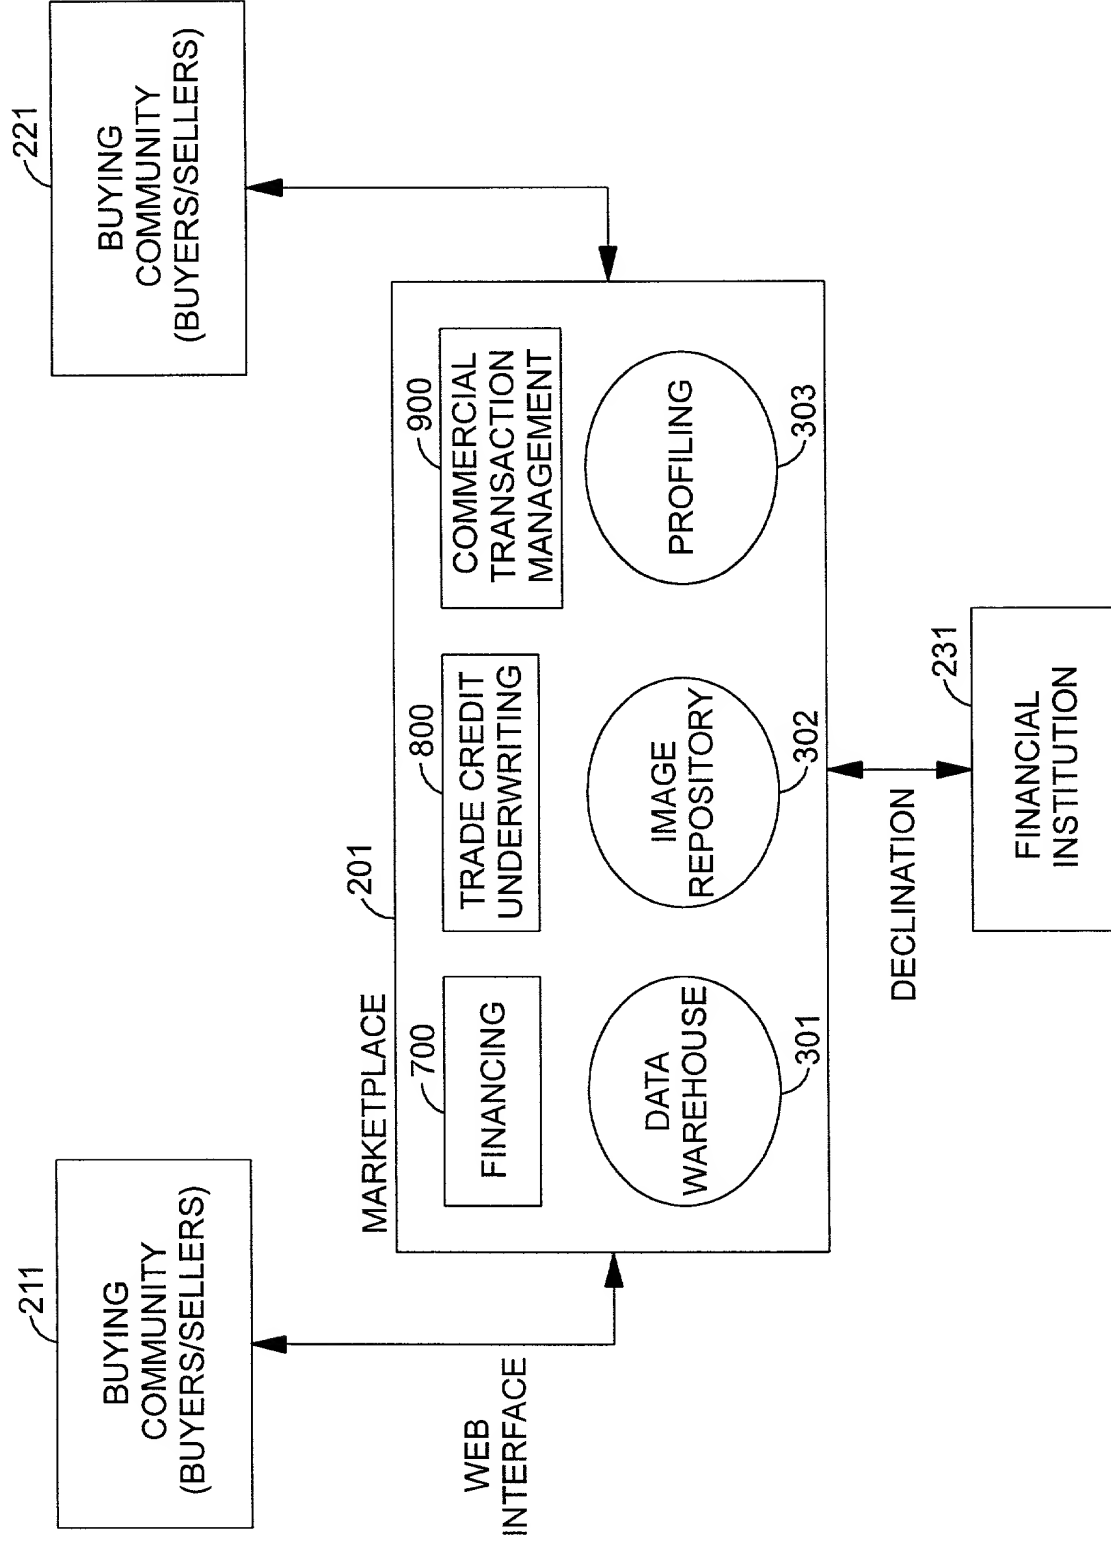 211
BUYING
COMMUNITY
(BUYERS/SELLERS)
221
BUYING
COMMUNITY
(BUYERS/SELLERS)
WEB
INTERFACE
MARKETPLACE
201
700
FINANCING
800
TRADE CREDIT
UNDERWRITING
900
COMMERCIAL
TRANSACTION
MANAGEMENT
DATA
WAREHOUSE
301
IMAGE
REPOSITORY
302
PROFILING
303
DECLINATION
231
FINANCIAL
INSTITUTION